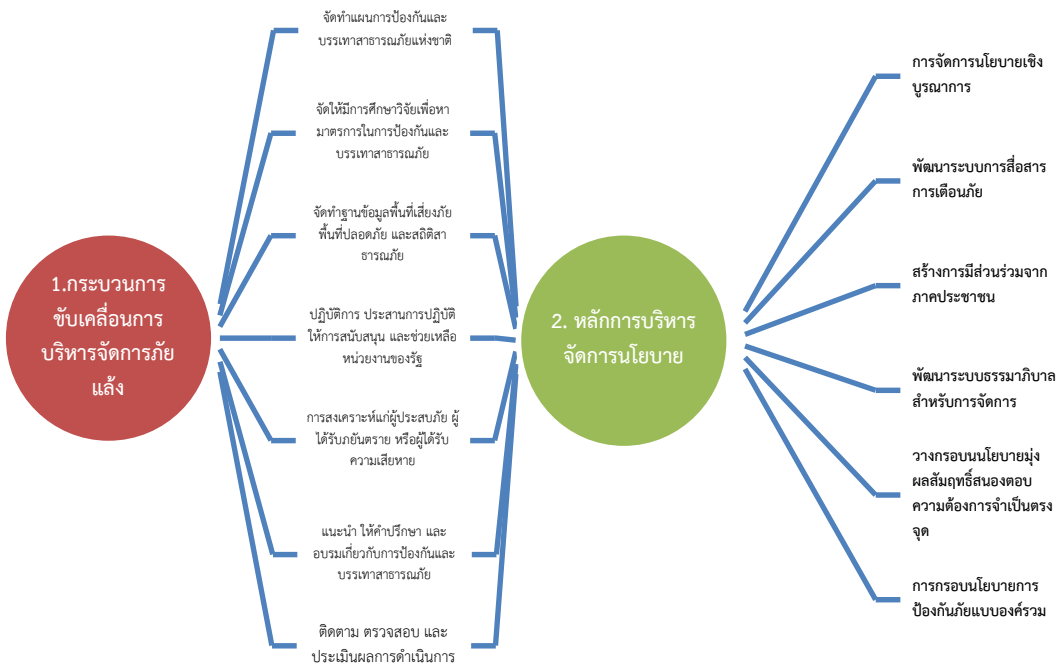 1.กระบวนการ
ขับเคลื่อนการ
บริหารจัดการภัย
แล้ง
จัดทำแผนการป้องกันและ
บรรเทาสาธารณภัยแห่งชาติ
จัดให้มีการศึกษาวิจัยเพื่อหา
มาตรการในการป้องกันและ
บรรเทาสาธารณภัย
จัดทำฐานข้อมูลพื้นที่เสี่ยงภัย
พื้นที่ปลอดภัย และสถิติสา
ธารณภัย
ปฏิบัติการ ประสานการปฏิบัติ
ให้การสนับสนุน และช่วยเหลือ
หน่วยงานของรัฐ
การสงเคราะห์แก่ผู้ประสบภัย ผู้
ได้รับภยันตราย หรือผู้ได้รับ
ความเสียหาย
แนะนำ ให้คำปรึกษา และ
อบรมเกี่ยวกับการป้องกันและ
บรรเทาสาธารณภัย
ติดตาม ตรวจสอบ และ
ประเมินผลการดำเนินการ
2. หลักการบริหาร
จัดการนโยบาย
การจัดการนโยบายเชิง
บูรณาการ
พัฒนาระบบการสื่อสาร
การเตือนภัย
สร้างการมีส่วนร่วมจาก
ภาคประชาชน
พัฒนาระบบธรรมาภิบาล
สำหรับการจัดการ
วางกรอบนนโยบายมุ่ง
ผลสัมฤทธิ์สนองตอบ
ความต้องการจำเป็นตรง
จุด
การกรอบนโยบายการ
ป้องกันภัยแบบองค์รวม